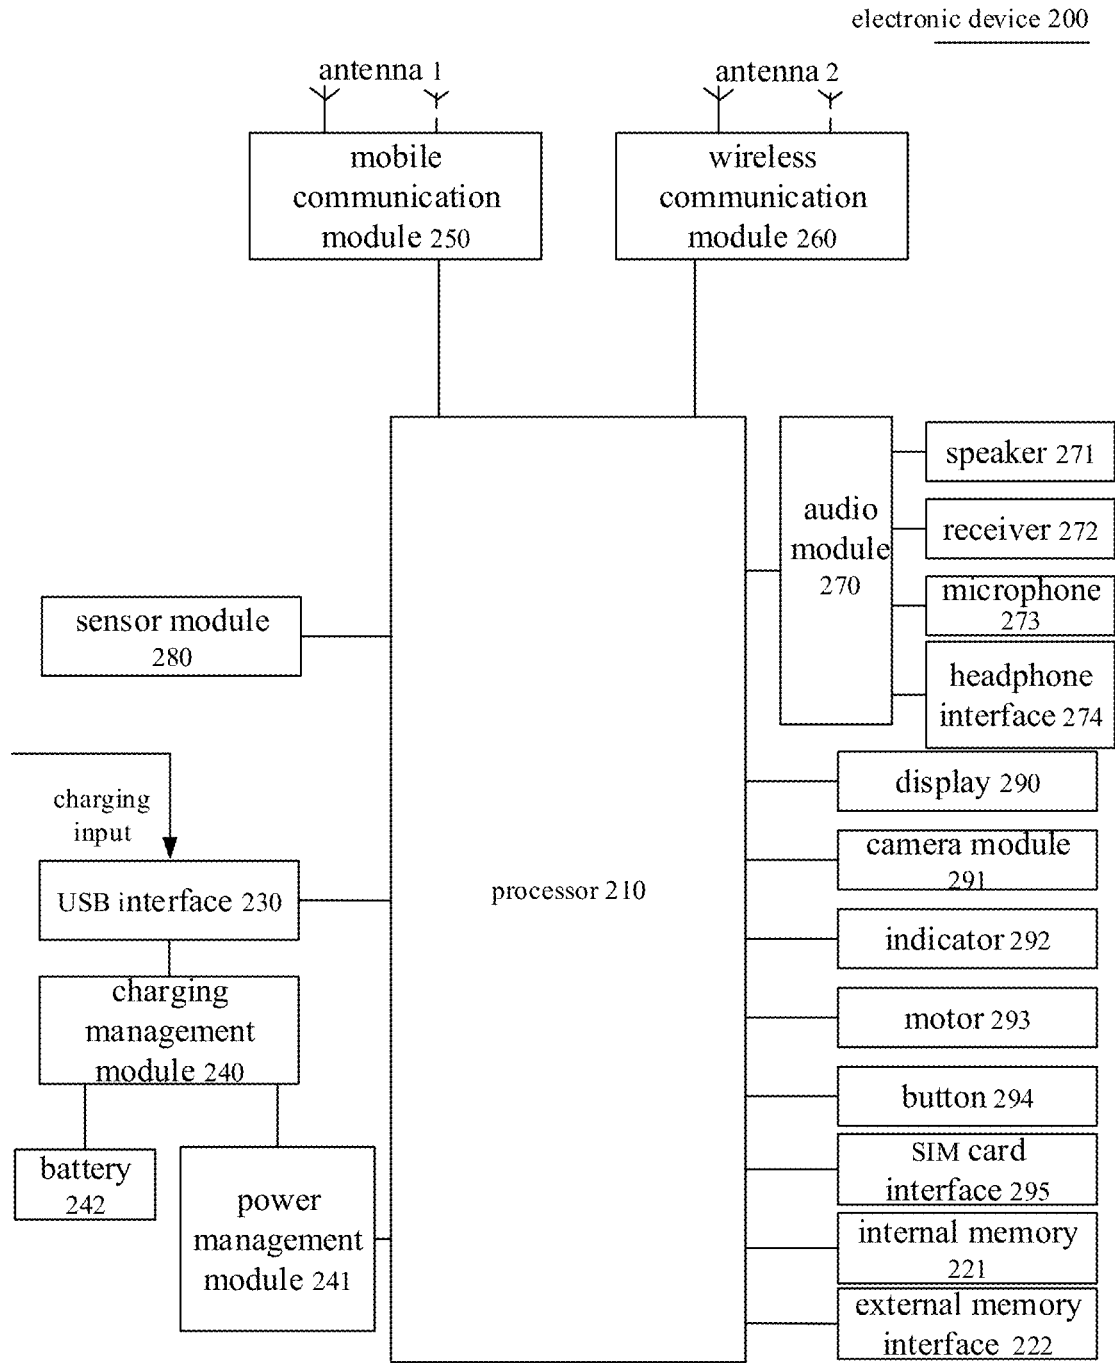 electronic device 200
antenna 1
antenna 2
mobile
communication
module 250
wireless
communication
module 260
speaker 271
audio
module
270
receiver 272
microphone
273
headphone
interface 274
sensor module
280
display 290
charging
input
camera module
291
USB interface 230
processor 210
indicator 292
charging
management
module 240
motor 293
button 294
battery
242
power
management
module 241
SIM card
interface 295
internal memory
221
external memory
interface 222